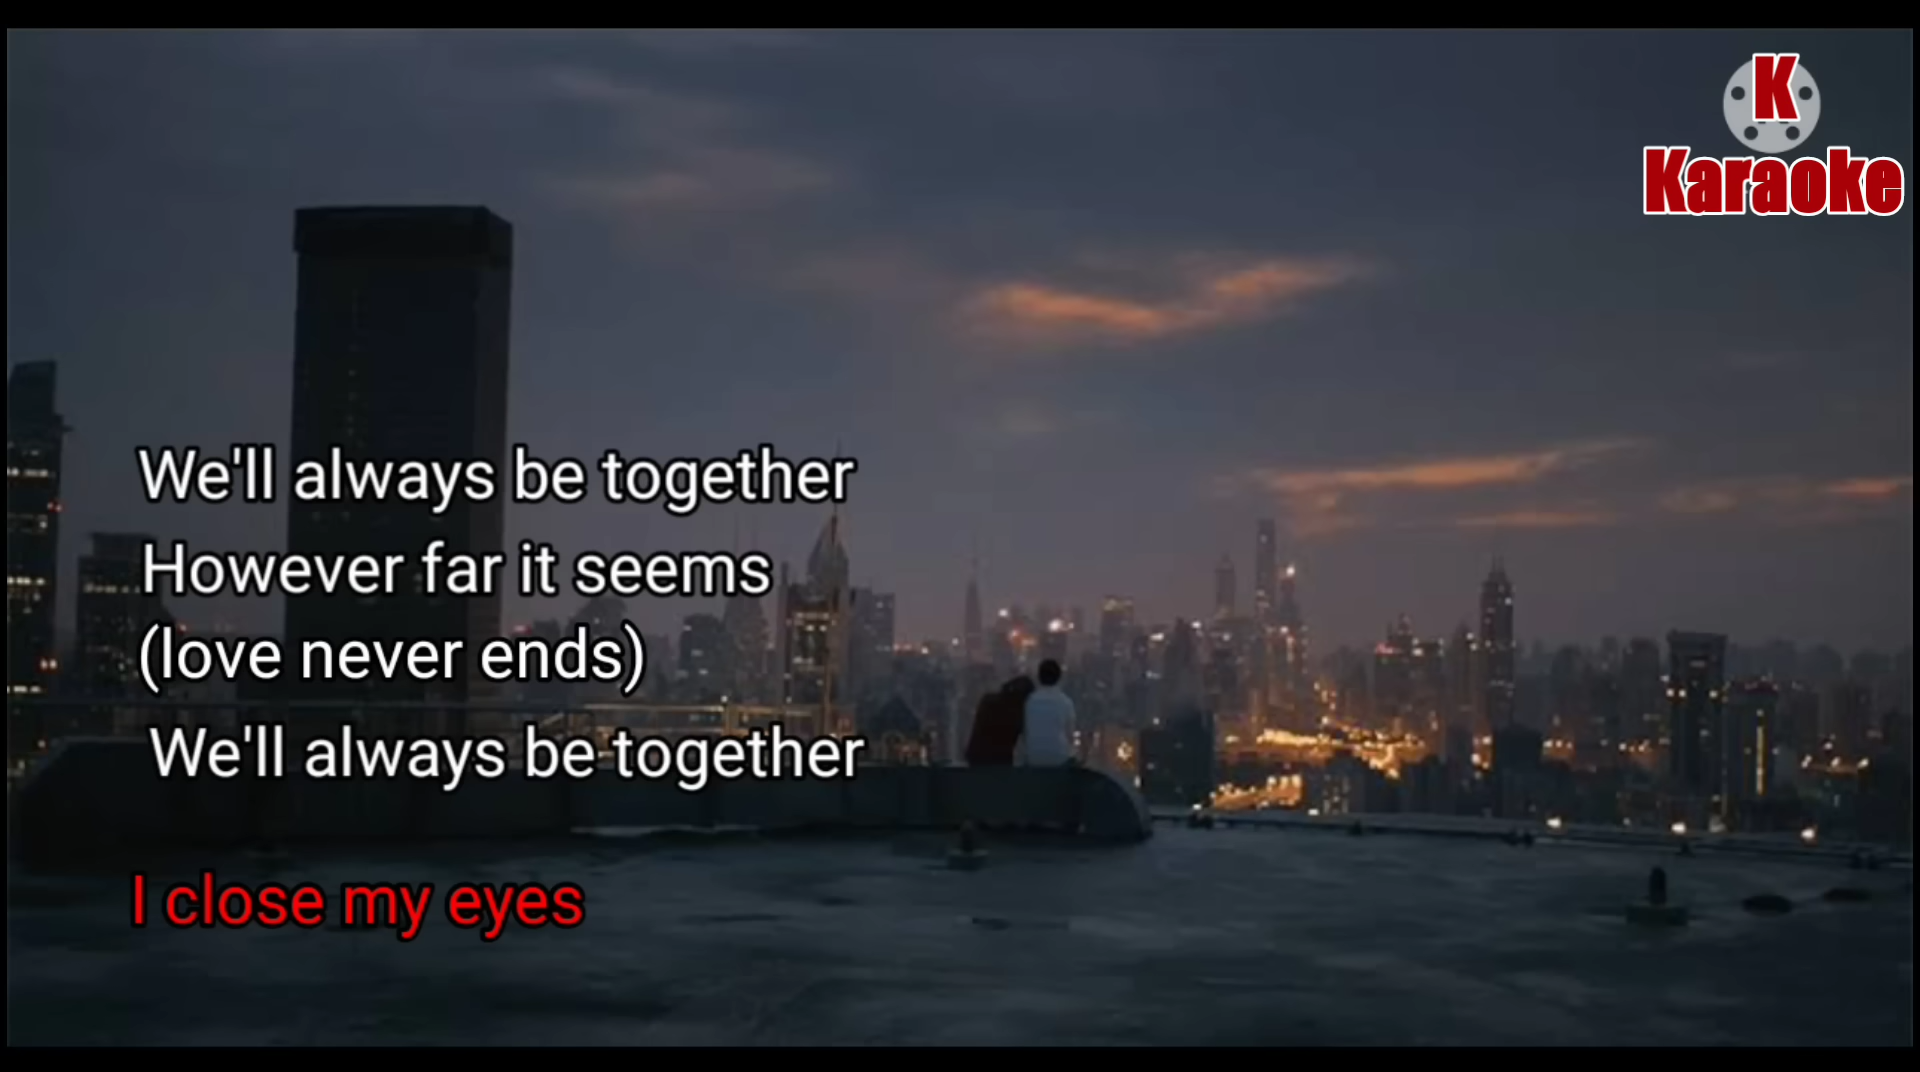 K
Karaoke
We'll always be together
However far it seems
(love never ends)
We'll always be together
I close my eyes